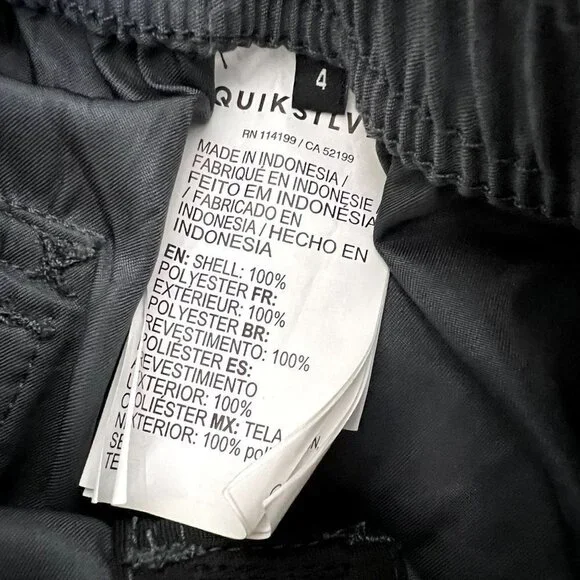 4
QUIKSILV
RN 114199 / CA 52199
MADE IN INDONESIA /
FABRIQUÉ EN INDONESIE
FEITO EM INDONÉSIA
/ FABRICADO EN
INDONESIA / HECHO EN
INDONESIA
EN: SHELL: 100%
POLYESTER FR:
EXTÉRIEUR: 100%
POLYESTER BR:
REVESTIMENTO: 100%
POLIÉSTER ES:
REVESTIMIENTO
EXTERIOR: 100%
POLIÉSTER MX: TELA
EXTERIOR: 100%